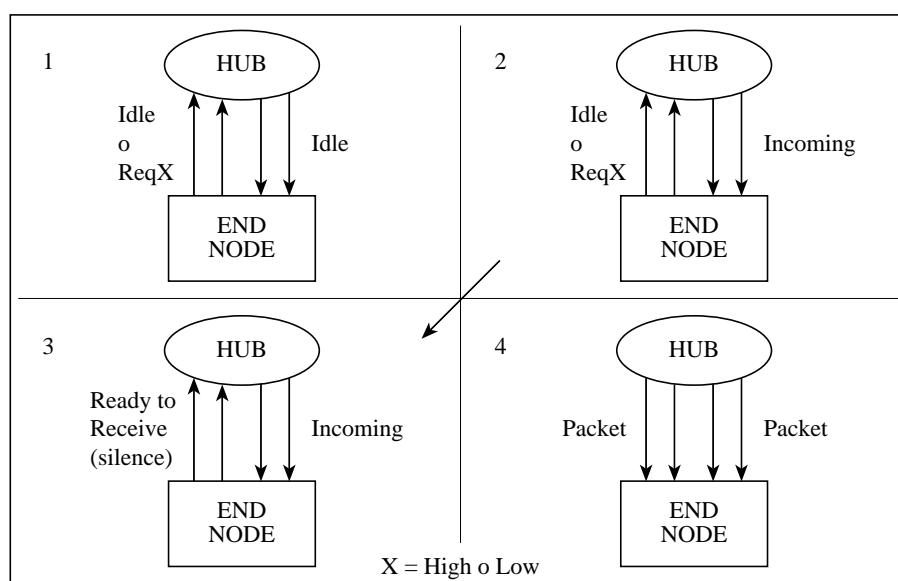 1
HUB
Idle
o
ReqX
Idle
END
NODE
2
HUB
Idle
o
ReqX
Incoming
END
NODE
3
HUB
Ready to
Receive
(silence)
Incoming
END
NODE
4
HUB
Packet
Packet
END
NODE
X = High o Low